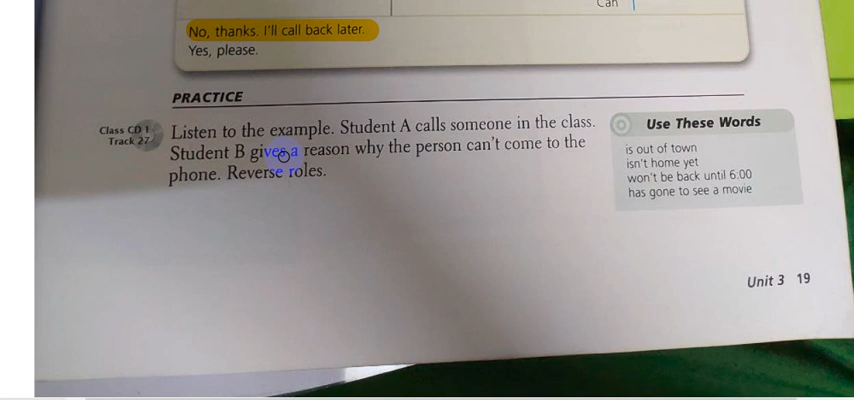 Can
No, thanks. I'll call back later.
Yes, please.
PRACTICE
Class CD 1
Track 27
Listen to the example. Student A calls someone in the class.
Student B gives a reason why the person can't come to the
phone. Reverse roles.
Use These Words
is out of town
isn't home yet
won't be back until 6:00
has gone to see a movie
Unit 3 19